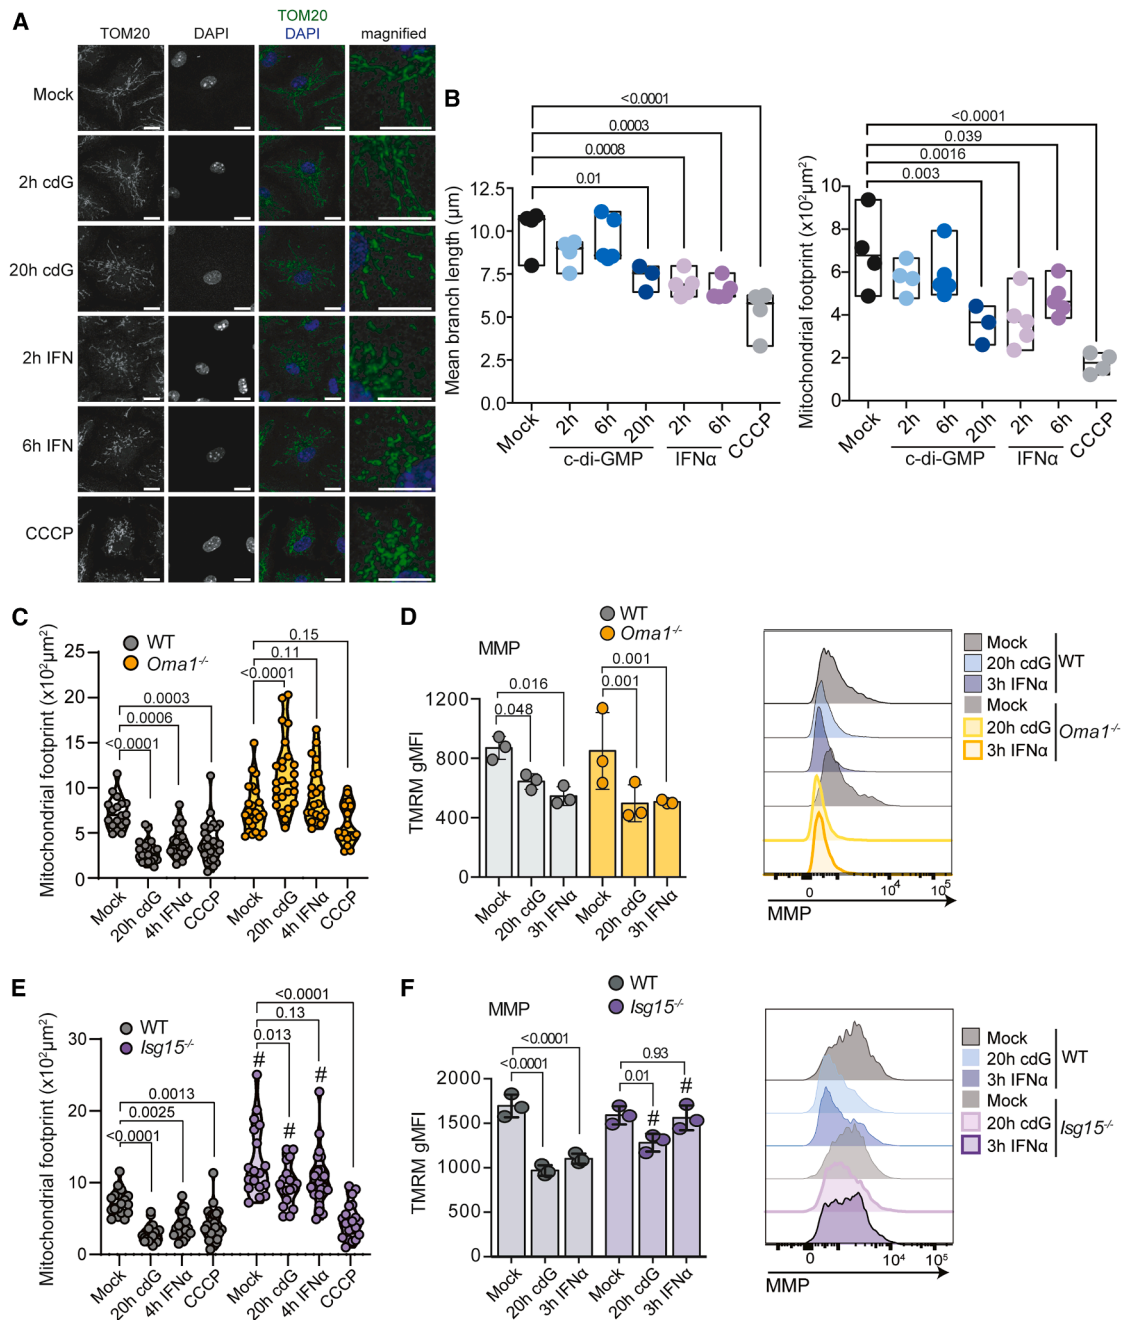 A
TOM20
DAPI
TOM20
DAPI
magnified
Mock
2h cdG
20h cdG
2h IFN
6h IFN
CCCP
B
<0.0001
0.0003
0.0008
0.01
Mean branch length (µm)
12.5
10.0
7.5
5.0
2.5
0.0
Mock
2h
6h
20h
2h
6h
CCCP
c-di-GMP
IFNα
<0.0001
0.039
0.0016
0.003
Mitochondrial footprint (x10²µm²)
10
8
6
4
2
0
Mock
2h
6h
20h
2h
6h
CCCP
c-di-GMP
IFNα
C
WT
Oma1-/-
Mitochondrial footprint (x10²µm²)
25
20
15
10
5
0
0.0003
0.0006
<0.0001
0.15
0.11
<0.0001
Mock
20h cdG
4h IFNα
CCCP
Mock
20h cdG
4h IFNα
CCCP
D
WT
Oma1-/-
MMP
TMRM gMFI
1200
800
400
0
0.016
0.048
0.001
0.001
Mock
20h cdG
3h IFNα
Mock
20h cdG
3h IFNα
0
10⁴
10⁵
MMP
Mock
20h cdG
3h IFNα
WT
Mock
20h cdG
3h IFNα
Oma1-/-
E
WT
Isg15-/-
Mitochondrial footprint (x10²µm²)
30
20
10
0
0.0013
0.0025
<0.0001
<0.0001
0.13
0.013
#
#
#
Mock
20h cdG
4h IFNα
CCCP
Mock
20h cdG
4h IFNα
CCCP
F
WT
Isg15-/-
MMP
TMRM gMFI
2000
1500
1000
500
0
<0.0001
<0.0001
0.93
0.01
#
#
Mock
20h cdG
3h IFNα
Mock
20h cdG
3h IFNα
0
10⁴
10⁵
MMP
Mock
20h cdG
3h IFNα
WT
Mock
20h cdG
3h IFNα
Isg15-/-